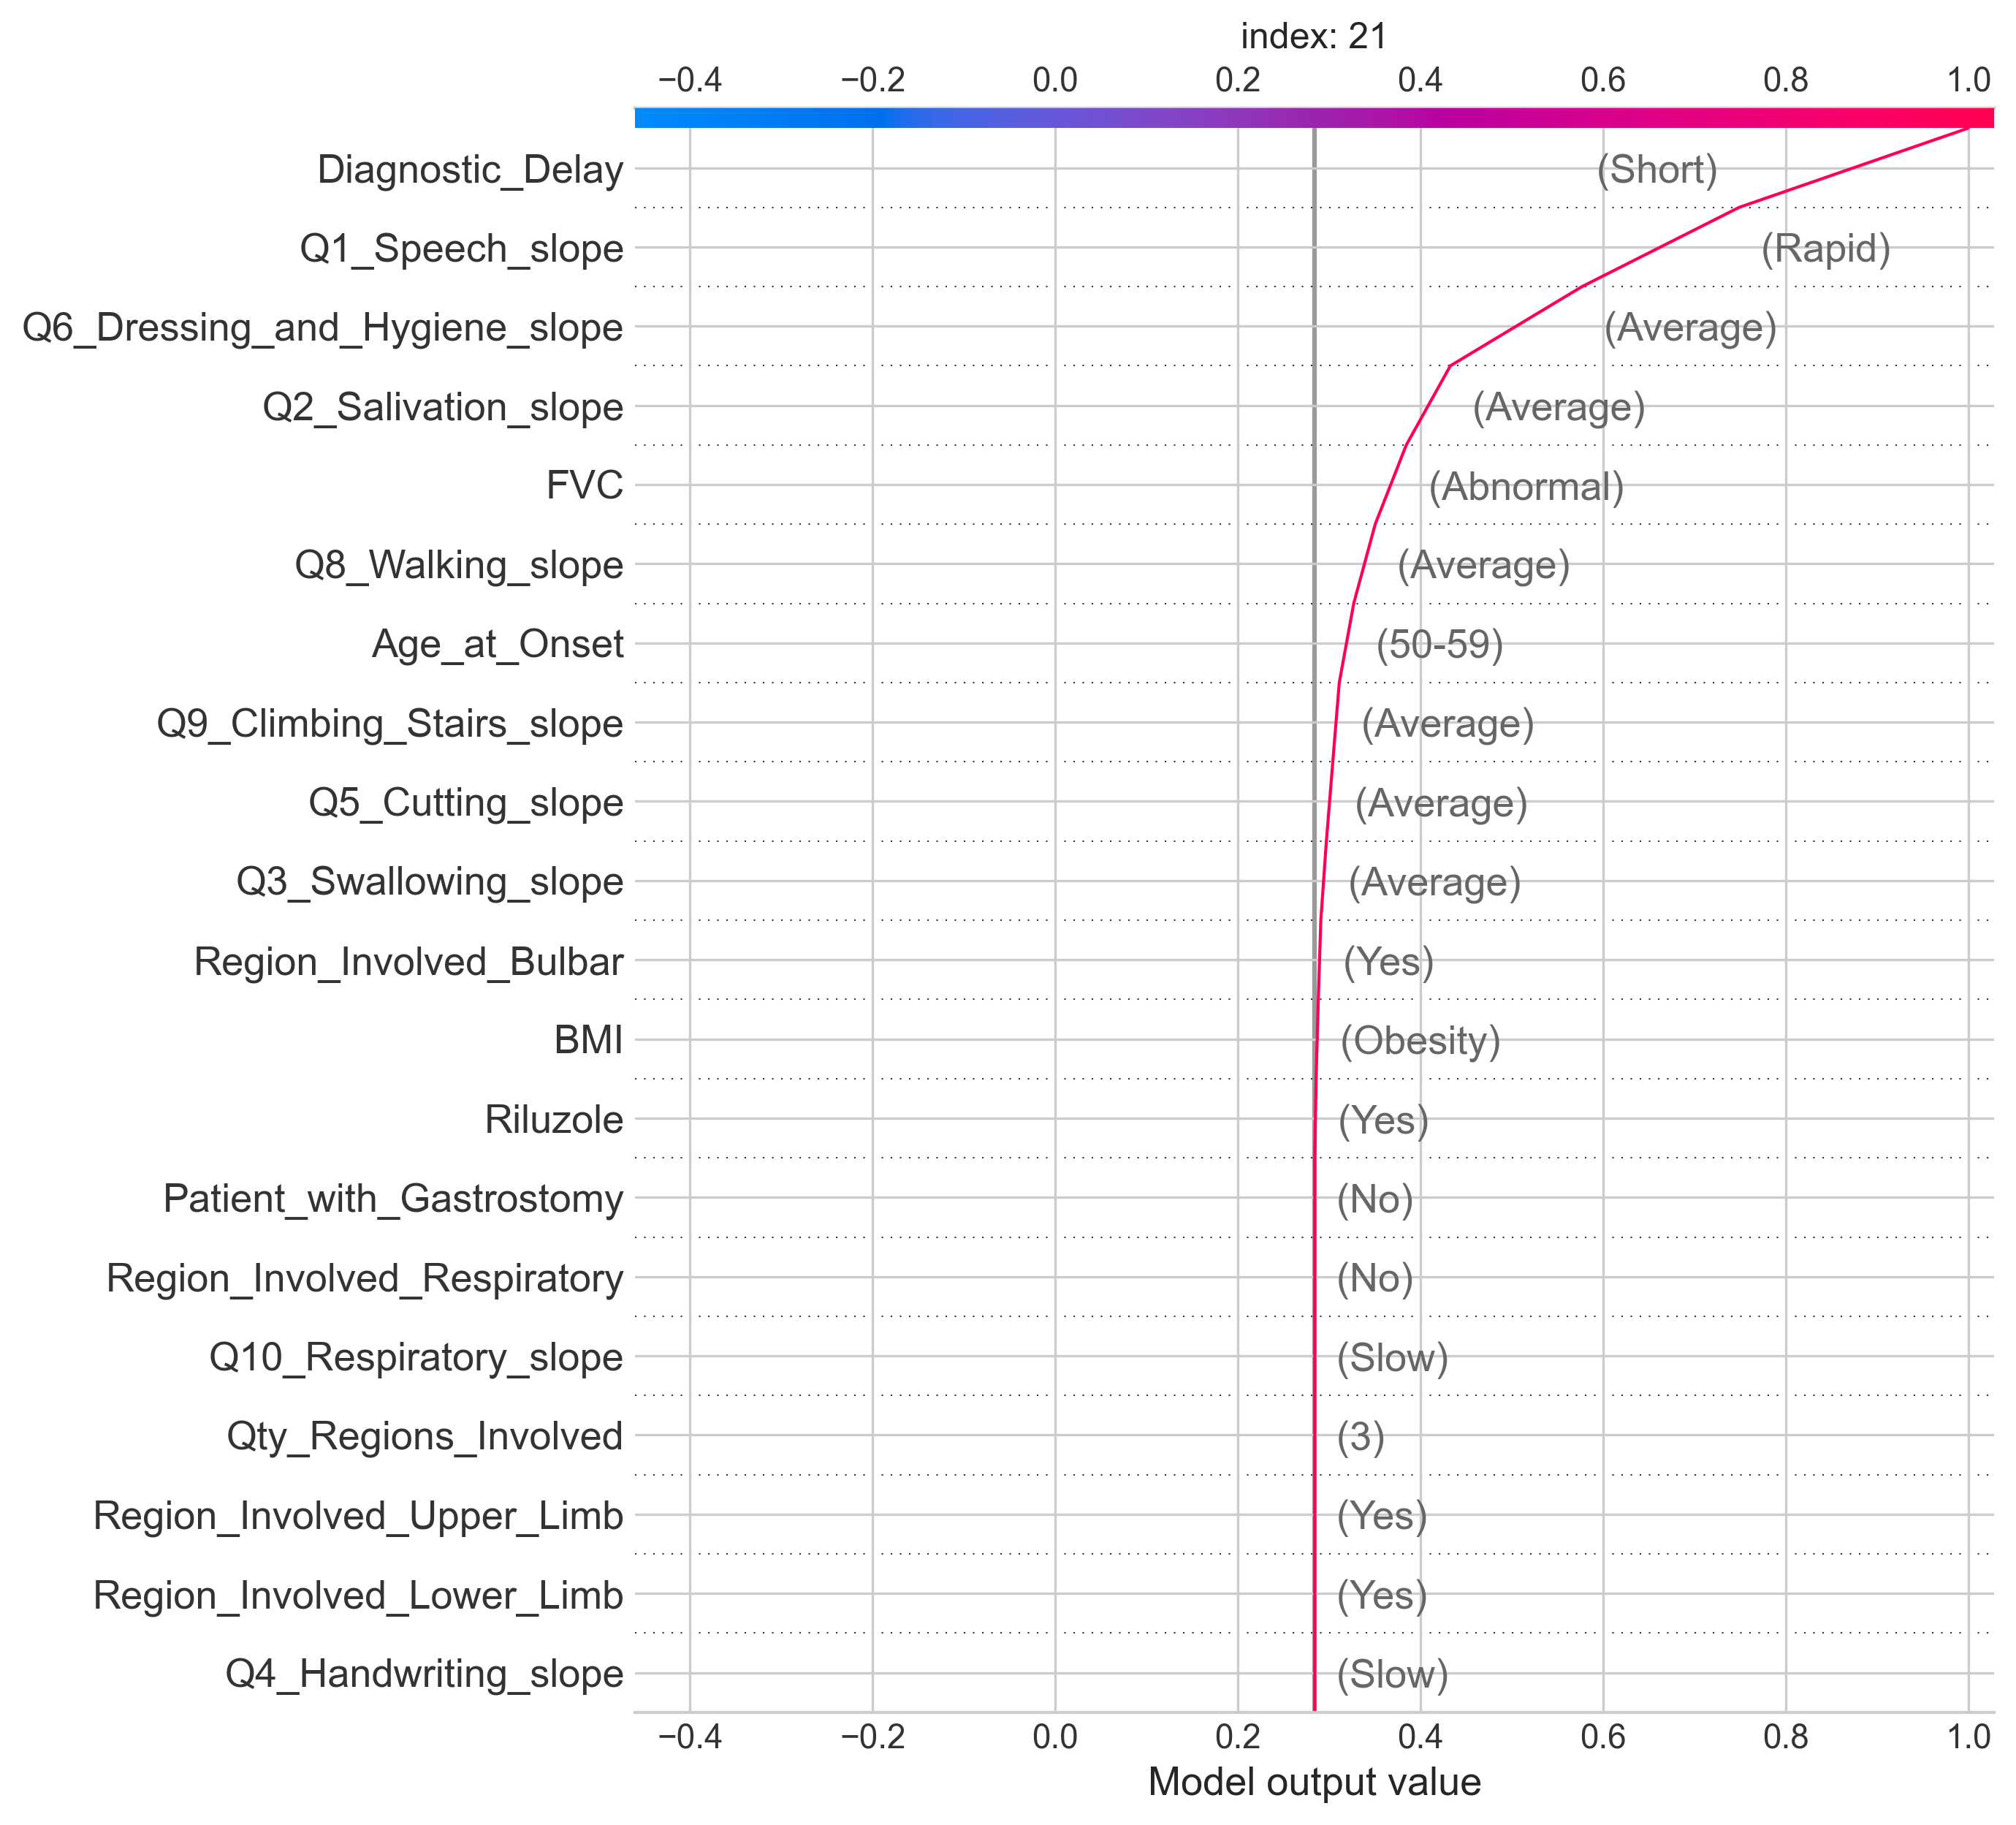 index: 21
−0.4 −0.2 0.0 0.2 0.4 0.6 0.8 1.0
Diagnostic_Delay (Short)
Q1_Speech_slope (Rapid)
Q6_Dressing_and_Hygiene_slope (Average)
Q2_Salivation_slope (Average)
FVC (Abnormal)
Q8_Walking_slope (Average)
Age_at_Onset (50-59)
Q9_Climbing_Stairs_slope (Average)
Q5_Cutting_slope (Average)
Q3_Swallowing_slope (Average)
Region_Involved_Bulbar (Yes)
BMI (Obesity)
Riluzole (Yes)
Patient_with_Gastrostomy (No)
Region_Involved_Respiratory (No)
Q10_Respiratory_slope (Slow)
Qty_Regions_Involved (3)
Region_Involved_Upper_Limb (Yes)
Region_Involved_Lower_Limb (Yes)
Q4_Handwriting_slope (Slow)
−0.4 −0.2 0.0 0.2 0.4 0.6 0.8 1.0
Model output value